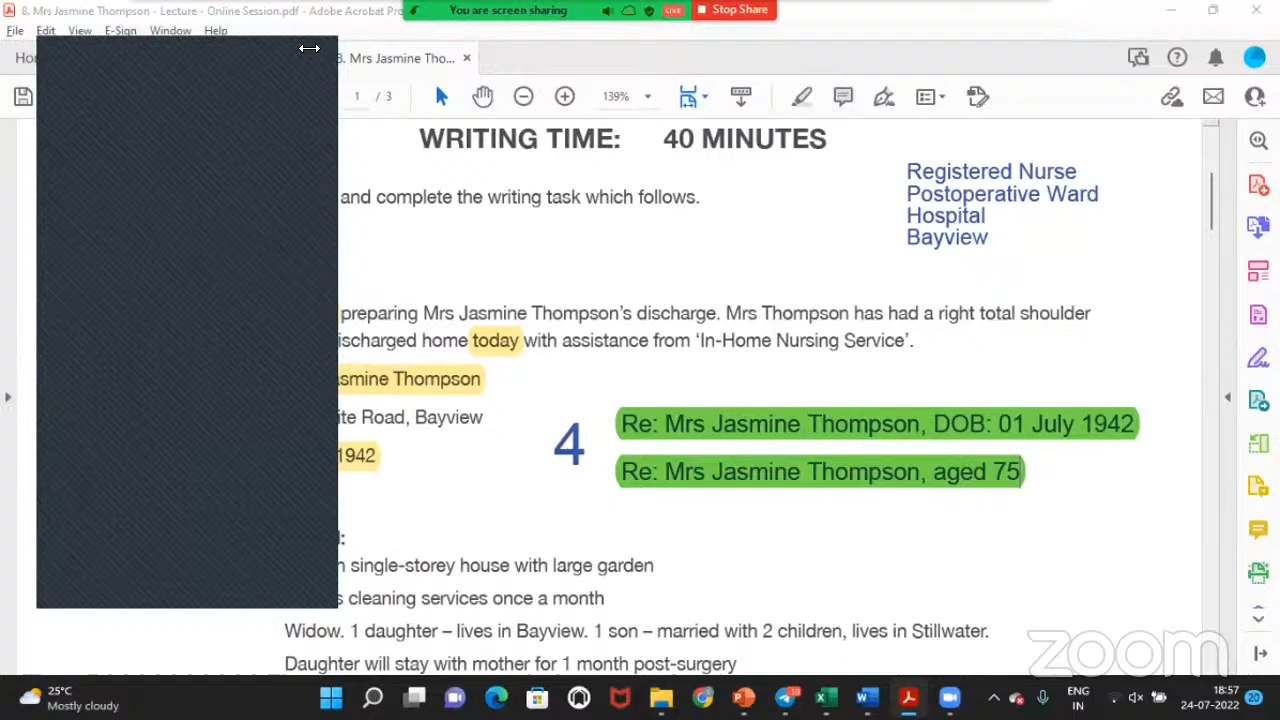 8. Mrs Jasmine Thompson - Lecture - Online Session.pdf - Adobe Acrobat Pro
You are screen sharing LIVE Stop Share
File Edit View E-Sign Window Help
8. Mrs Jasmine Tho... ×
1 / 3 139%
WRITING TIME: 40 MINUTES
Registered Nurse
and complete the writing task which follows.
Postoperative Ward
Hospital
Bayview
preparing Mrs Jasmine Thompson's discharge. Mrs Thompson has had a right total shoulder
discharged home today with assistance from 'In-Home Nursing Service'.
asmine Thompson
ite Road, Bayview
4
Re: Mrs Jasmine Thompson, DOB: 01 July 1942
1942
Re: Mrs Jasmine Thompson, aged 75
single-storey house with large garden
cleaning services once a month
Widow. 1 daughter – lives in Bayview. 1 son – married with 2 children, lives in Stillwater.
Daughter will stay with mother for 1 month post-surgery
zoom
25°C
Mostly cloudy
ENG
IN
18:57
24-07-2022
20